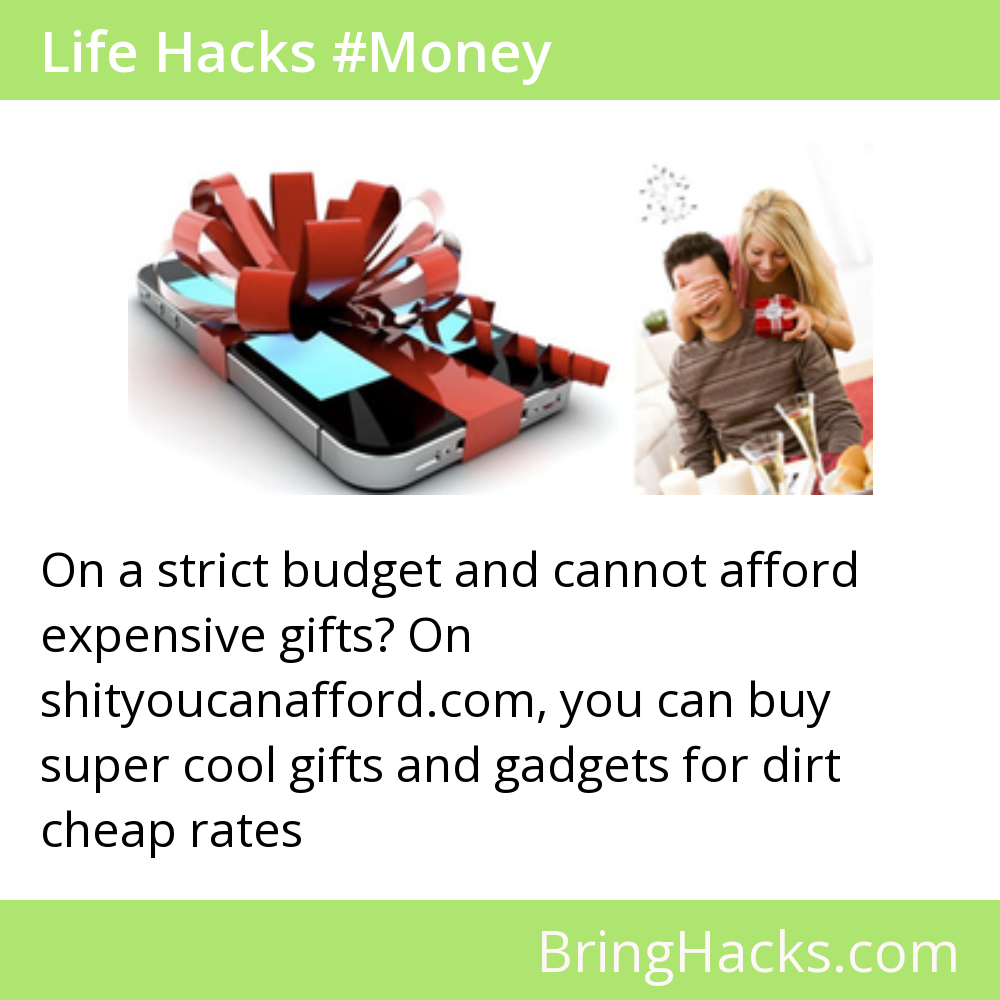 Life Hacks #Money
On a strict budget and cannot afford
expensive gifts? On
shityoucanafford.com, you can buy
super cool gifts and gadgets for dirt
cheap rates
BringHacks.com